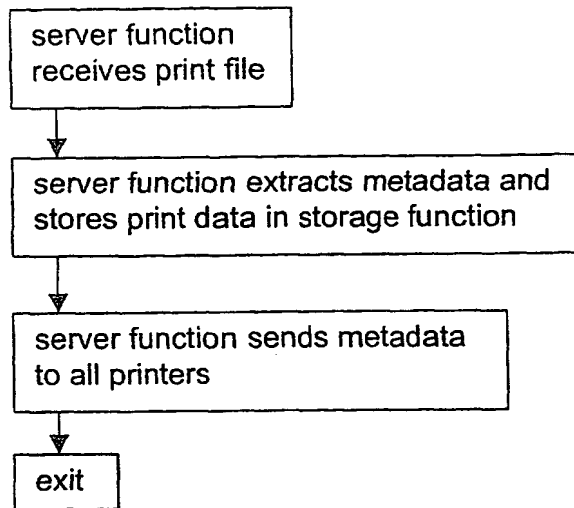 server function
receives print file
server function extracts metadata and
stores print data in storage function
server function sends metadata
to all printers
exit